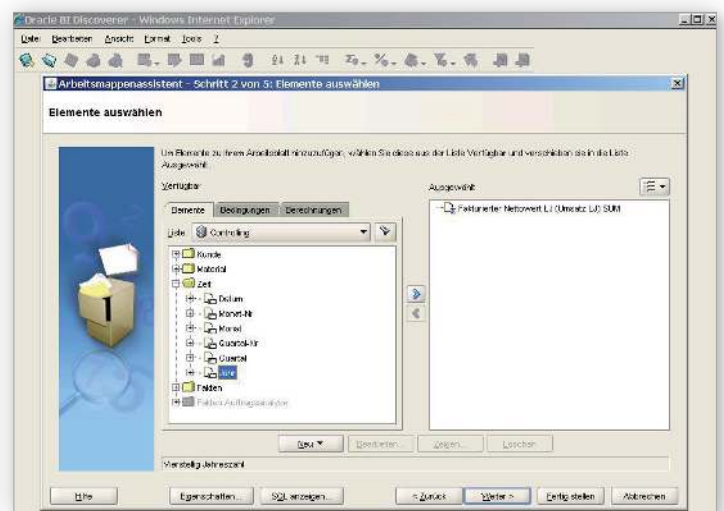 Oracle BI Discoverer - Windows Internet Explorer
Datei Bearbeiten Ansicht Format Tools ?
Arbeitsmappenassistent - Schritt 2 von 5: Elemente auswählen
Elemente auswählen
Um Elemente zu Ihrem Arbeitsblatt hinzuzufügen, wählen Sie diese aus der Liste Verfügbar und verschieben sie in die Liste
Ausgewählt.
Verfügbar
Ausgewählt
Elemente Bedingungen Berechnungen
Liste Controlling
Fakturierter Nettowert LJ (Umsatz LJ) SUM
Kunde
Material
Zeit
Datum
Monat-Nr
Monat
Quartal-Nr
Quartal
Jahr
Fakten
Fakten Auftragsanalyse
Neu Bearbeiten... Zeigen... Löschen
Vierstellig Jahreszahl
Hilfe Eigenschaften... SQL anzeigen... < Zurück Weiter > Fertig stellen Abbrechen